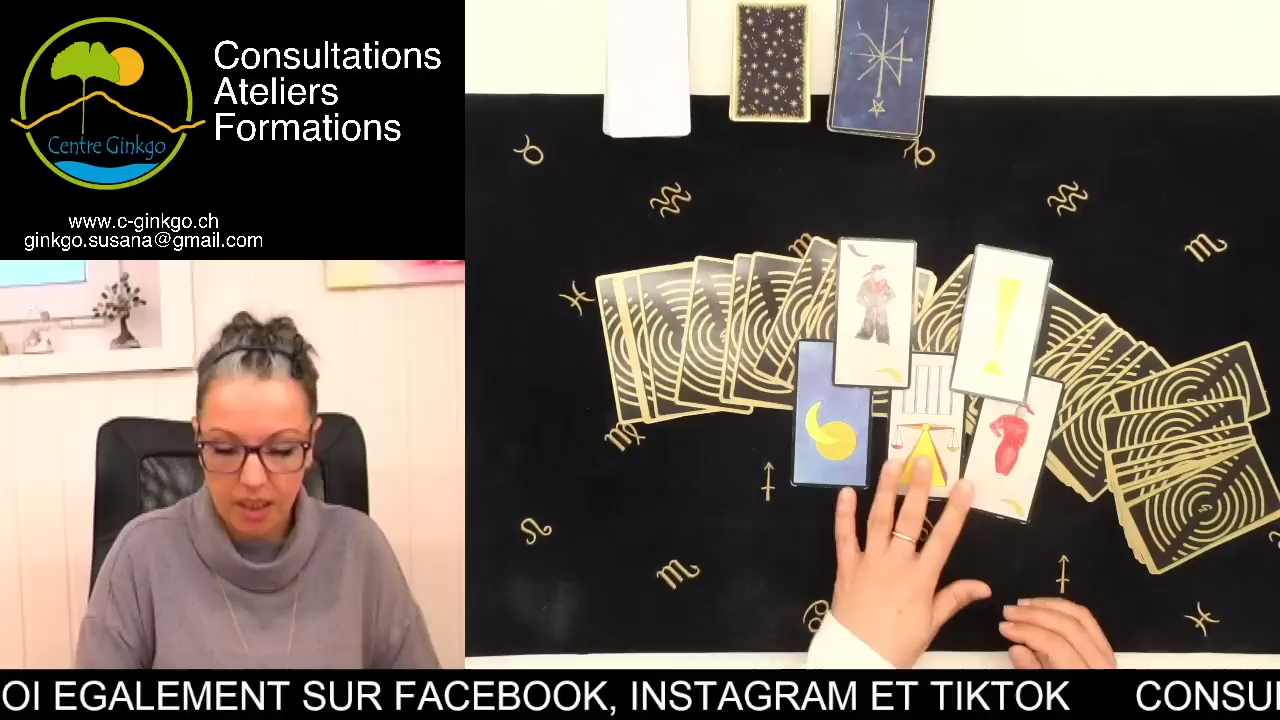 Consultations
Ateliers
Formations
Centre Ginkgo
www.c-ginkgo.ch
ginkgo.susana@gmail.com
OI EGALEMENT SUR FACEBOOK, INSTAGRAM ET TIKTOK CONSUL